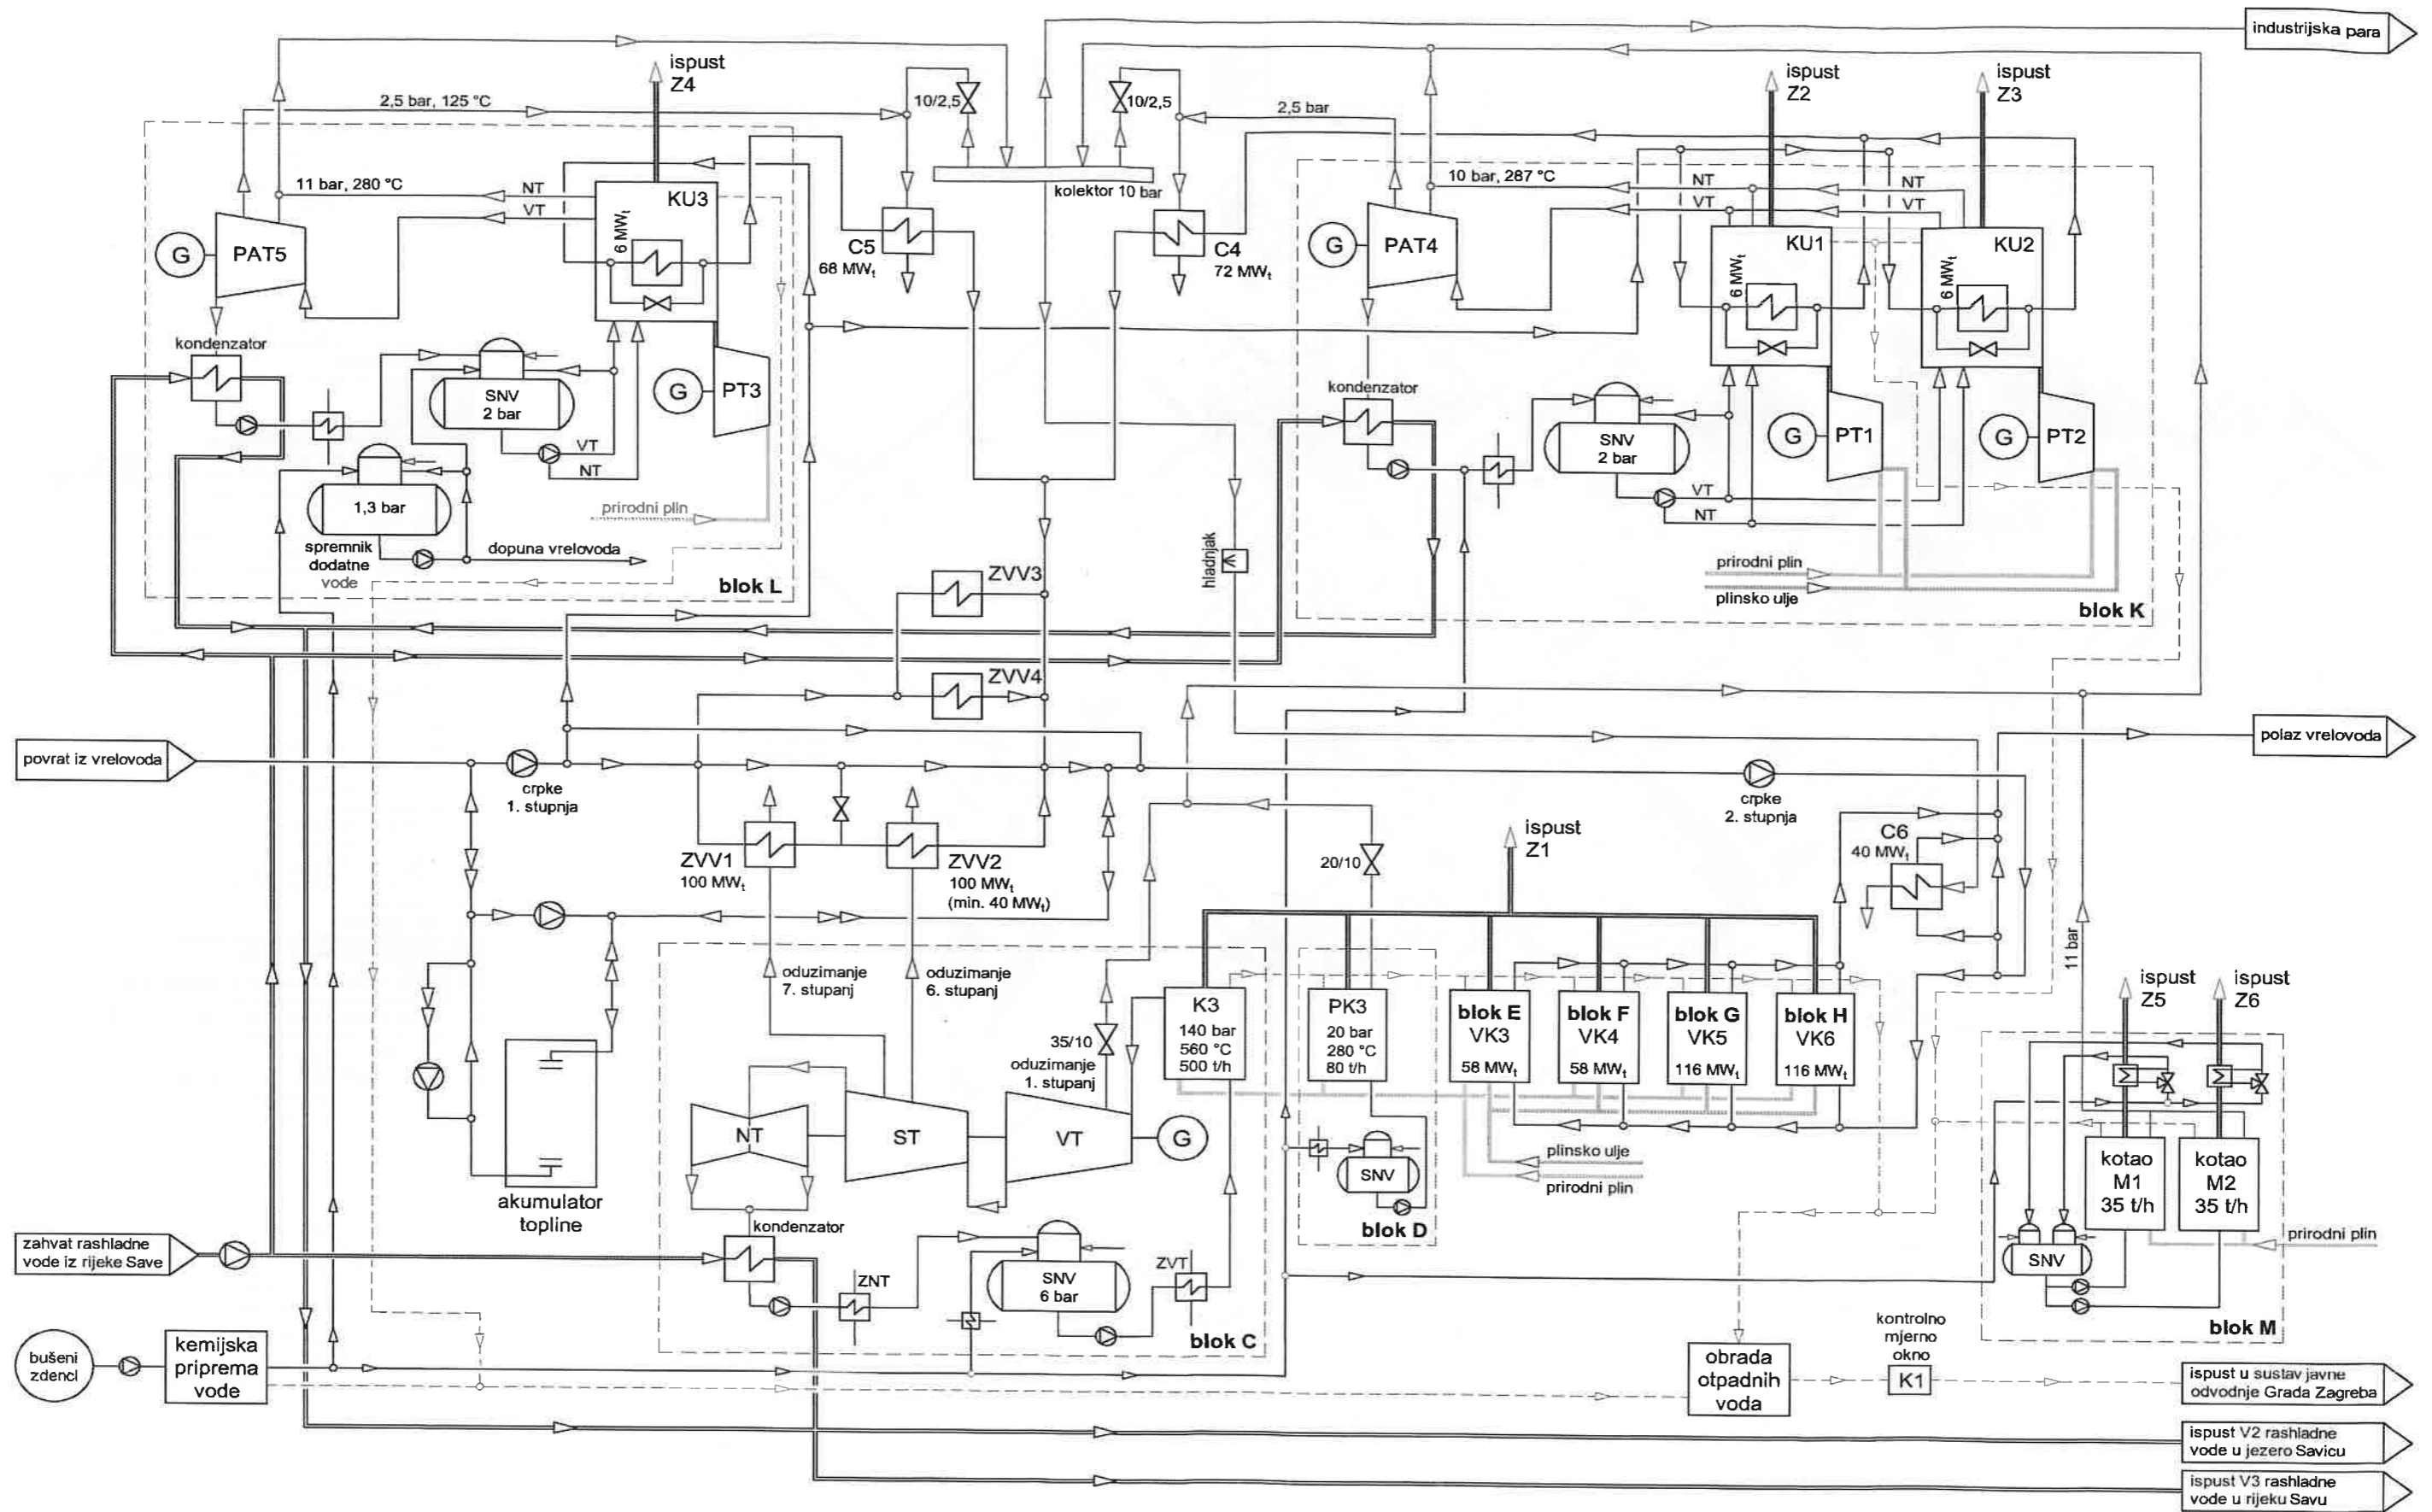 industrijska para
ispust
Z4
ispust
Z2
ispust
Z3
2,5 bar, 125 °C
10/2,5
10/2,5
2,5 bar
kolektor 10 bar
11 bar, 280 °C
NT
VT
KU3
6 MWt
G
PAT5
C5
68 MWt
C4
72 MWt
10 bar, 287 °C
NT
NT
VT
VT
G
PAT4
KU1
6 MWt
KU2
6 MWt
kondenzator
SNV
2 bar
G
PT3
VT
NT
1,3 bar
spremnik
dodatne
vode
dopuna vrelovoda
prirodni plin
blok L
kondenzator
SNV
2 bar
G
PT1
G
PT2
VT
NT
prirodni plin
plinsko ulje
blok K
hladnjak
ZVV3
ZVV4
povrat iz vrelovoda
crpke
1. stupnja
polaz vrelovoda
crpke
2. stupnja
ZVV1
100 MWt
ZVV2
100 MWt
(min. 40 MWt)
20/10
ispust
Z1
C6
40 MWt
oduzimanje
7. stupanj
oduzimanje
6. stupanj
35/10
oduzimanje
1. stupanj
K3
140 bar
560 °C
500 t/h
PK3
20 bar
280 °C
80 t/h
blok E
VK3
58 MWt
blok F
VK4
58 MWt
blok G
VK5
116 MWt
blok H
VK6
116 MWt
11 bar
ispust
Z5
ispust
Z6
NT
ST
VT
G
akumulator
topline
SNV
blok D
plinsko ulje
prirodni plin
kotao
M1
35 t/h
kotao
M2
35 t/h
prirodni plin
SNV
blok M
zahvat rashladne
vode iz rijeke Save
kondenzator
ZNT
SNV
6 bar
ZVT
blok C
bušeni
zdenci
kemijska
priprema
vode
obrada
otpadnih
voda
kontrolno
mjerno
okno
K1
ispust u sustav javne
odvodnje Grada Zagreba
ispust V2 rashladne
vode u jezero Savicu
ispust V3 rashladne
vode u rijeku Savu